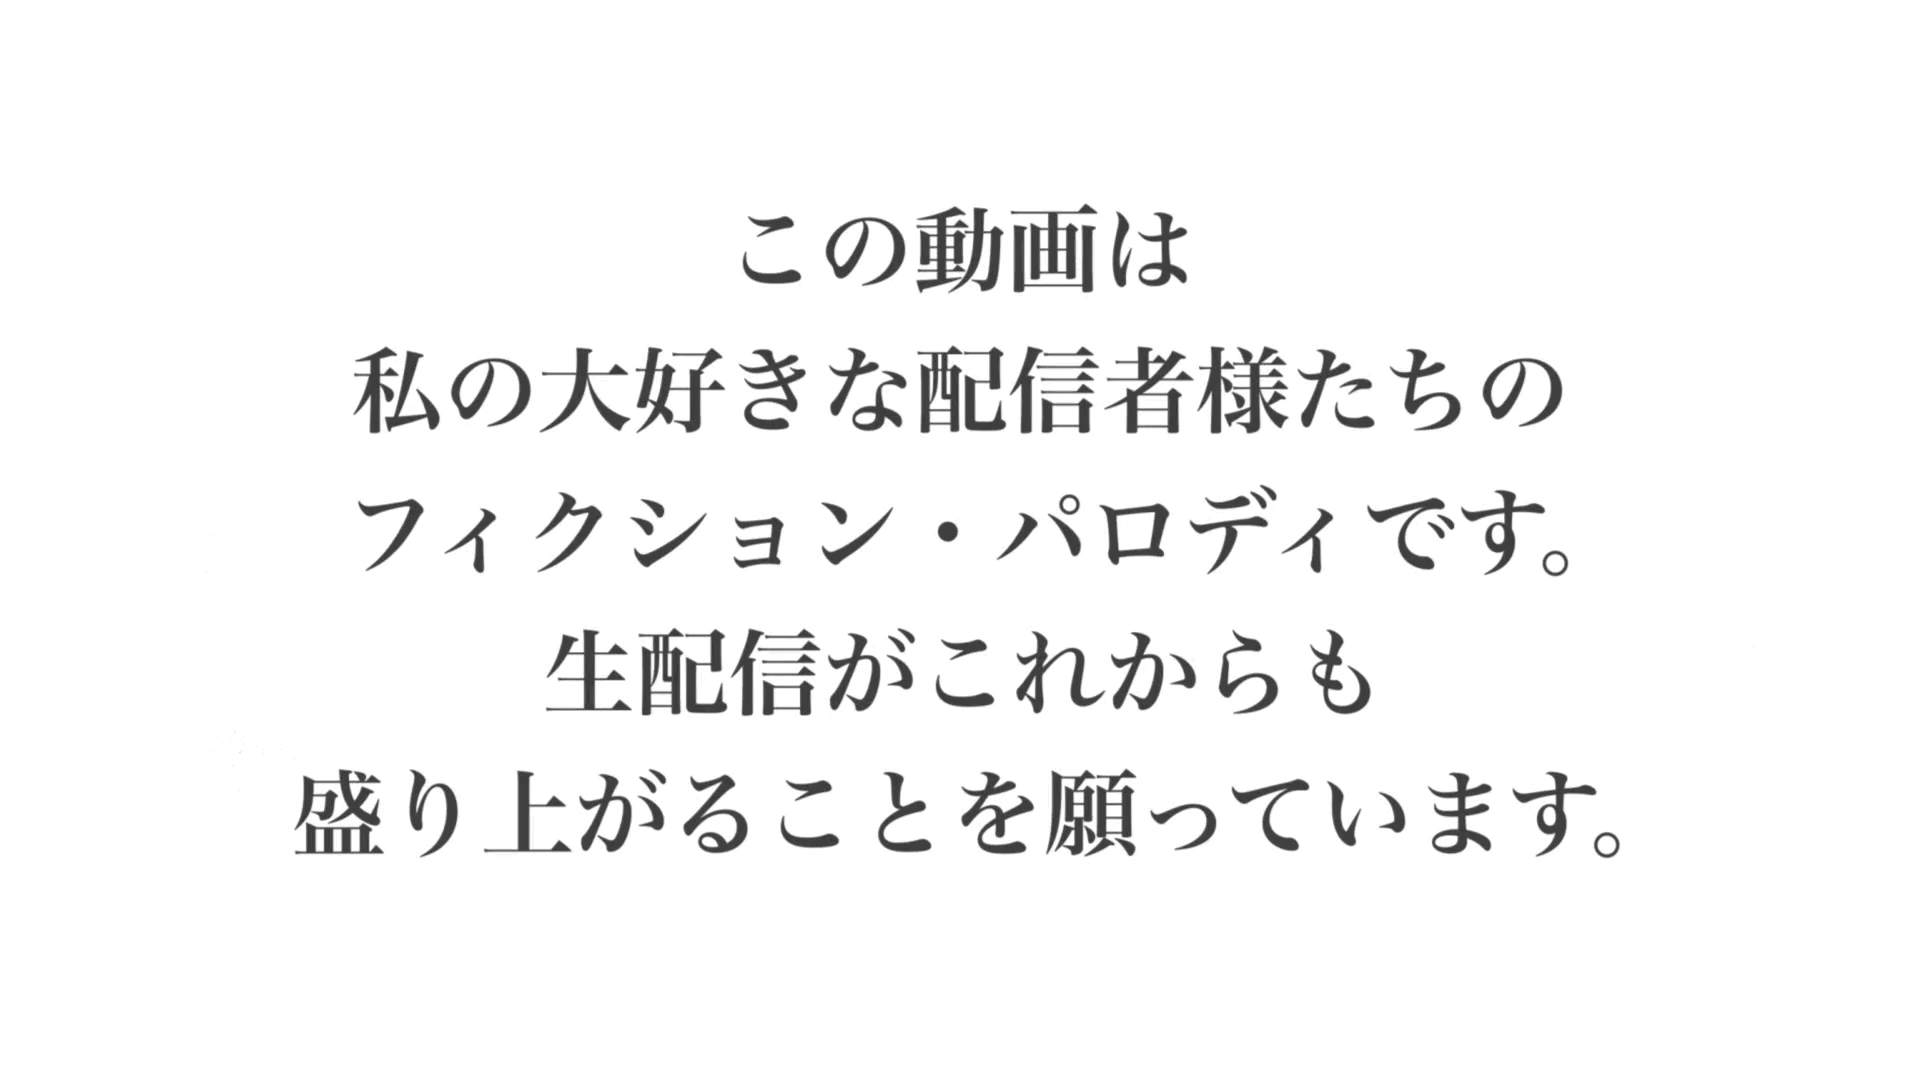 この動画は
私の大好きな配信者様たちの
フィクション・パロディです。
生配信がこれからも
盛り上がることを願っています。